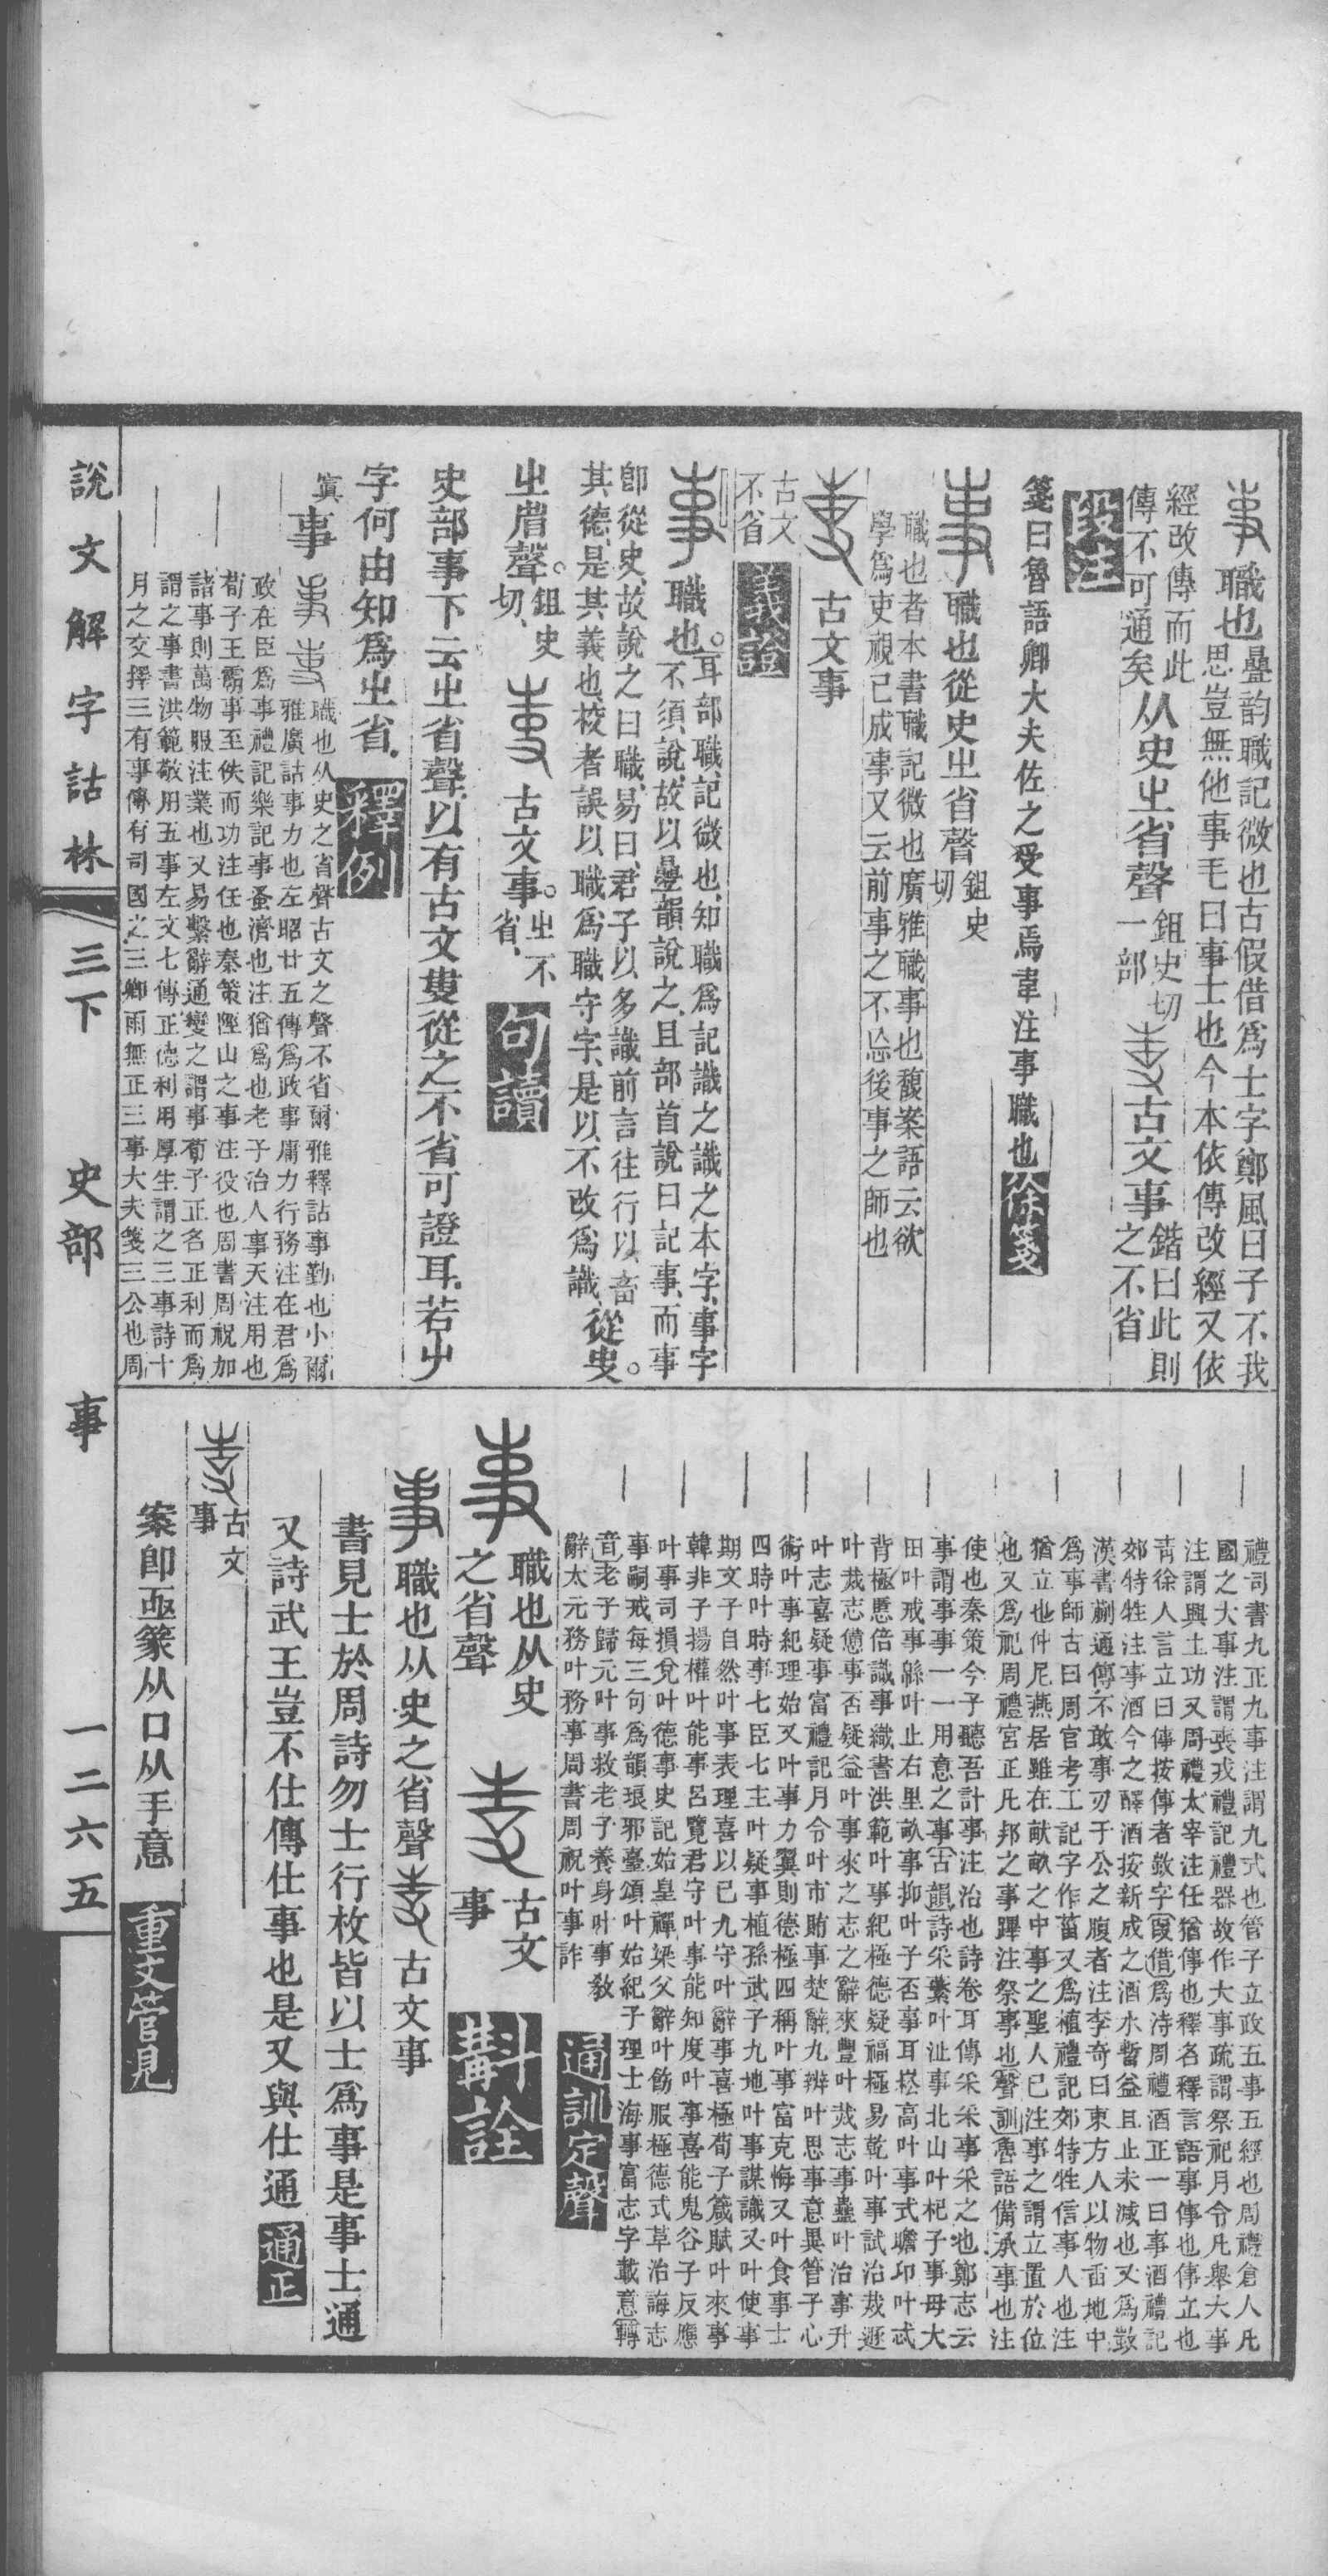 職也疊韵職記微也古假借爲士字鄭風曰子不我
思豈無他事毛曰事士也今本依傳改經又依
經改傳而此
傳不可通矣
从史㞢省聲
鉏史切
一部
古文事
鍇曰此則
之不省
段注
箋曰魯語卿大夫佐之受事焉韋注事職也
徐箋
職也從史㞢省聲
鉏史
切
職也者本書職記微也廣雅職事也馥案語云欲
學爲吏視已成事又云前事之不忘後事之師也
古文事
古文
不省
義證
職也。
耳部職、記微也、知職爲記識之識之本字、事字
不須說、故以疊韻說之、且部首說曰記事、而事
卽從史、故說之曰職、易曰、君子以多識前言往行以畜
其德、是其義也、校者誤以職爲職守字、是以不改爲識、
從史。
㞢省聲。
鉏史
切、
古文事。
㞢不
省、
句讀
史部事下云㞢省聲、以有古文叓從之不省可證耳、若㞢
字何由知爲㞢省、
釋例
事
職也从史之省聲古文之聲不省爾雅釋詁事勤也小爾
雅廣詁事力也左昭廿五傳爲政事庸力行務注在君爲
政在臣爲事禮記樂記事蚤濟也注猶爲也老子治人事天注用也
荀子王霸事至佚而功注任也秦策陘山之事注役也周書周祝加
諸事則萬物服注業也又易繫辭通變之謂事荀子正名正利而爲
謂之事書洪範敬用五事左文七傳正德利用厚生謂之三事詩十
月之交擇三有事傳有司國之三卿雨無正三事大夫箋三公也周
禮司書九正九事注謂九式也管子立政五事五經也周禮倉人凡
國之大事注謂喪戎禮記禮器故作大事疏謂祭祀月令凡舉大事
注謂興土功又周禮太宰注任猶傳也釋名釋言語事傳也傳立也
靑徐人言立曰傳按傳者敼字叚借爲涛周禮酒正一曰事酒禮記
郊特牲注事酒今之醳酒按新成之酒水暫益且止未減也又爲
漢書蒯通傳不敢事刃于公之腹者注李奇曰東方人以物臿地中
爲事師古曰周官考工記字作菑又爲植禮記郊特牲信事人也注
猶立也仲尼燕居雖在畎畝之中事之聖人已注事之謂立置於位
也又爲祀周禮宮正凡邦之事蹕注祭事也聲訓魯語備承事也注
使也秦策今子聽吾計事注治也詩卷耳傳采采事采之也鄭志云
事謂事事一一用意之事古韻詩采蘩叶沚事北山叶杞子事母大
田叶戒事緜叶止右里畝事抑叶子否事耳崧高叶事式瞻卬叶忒
背極慝倍識事織書洪範叶事紀極德疑福極易乾叶事試治烖遯
叶烖志憊事否疑益叶事來之志之辭來豐叶烖志事蠱叶治事升
叶志喜疑事富禮記月令叶市賄事楚辭九辨叶思事意異管子心
術叶事紀理始又叶事力翼則德極四稱叶事富克悔又叶食事士
四時叶時事七臣七主叶疑事植孫武子九地叶事謀識又叶使事
期文子自然叶事表理喜以已九守叶辭事喜極荀子箴賦叶來事
韓非子揚權叶能事呂覽君守叶事能知度叶事喜能鬼谷子反應
叶事司損兌叶德事史記始皇禪梁父辭叶飭服極德式草治誨志
事嗣戒每三句爲韻琅邪臺頌叶始紀子理士海事富志字載意轉
音老子歸元叶事救老子養身叶事敎
辭太元務叶務事周書周祝叶事詐
通訓定聲
職也从史
之省聲
古文
事
斠詮
職也从史之省聲
古文事
書見士於周詩勿士行枚皆以士爲事是事士通
又詩武王豈不仕傳仕事也是又與仕通
通正
古文
事
案卽亟篆从口从手意
重文管見
說文解字詁林
三下
史部
事
一二六五